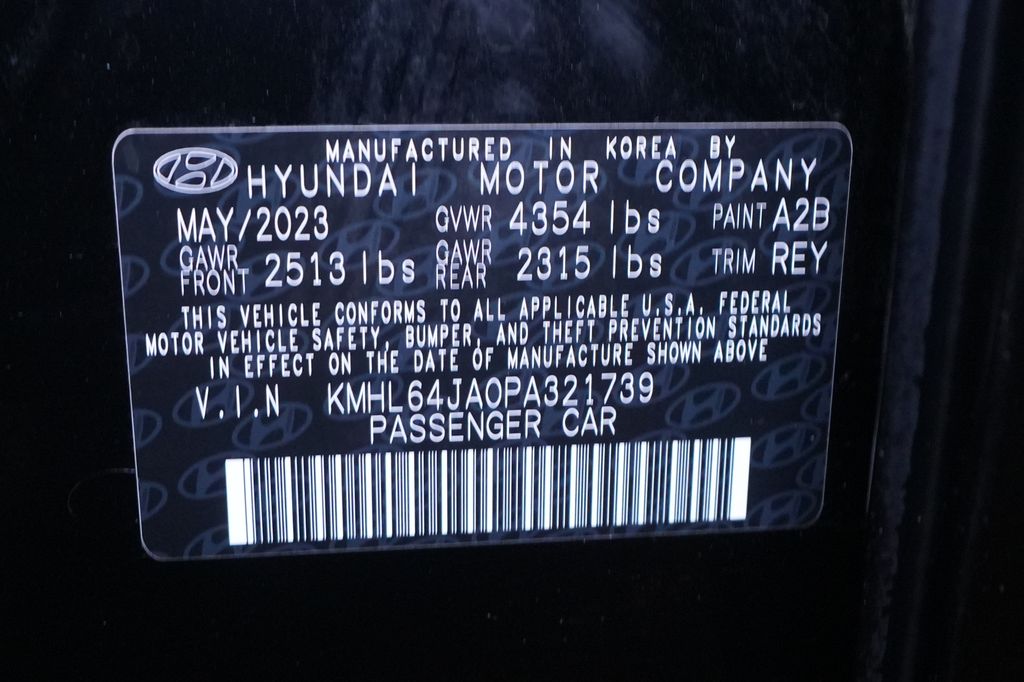 MANUFACTURED IN KOREA BY
HYUNDAI MOTOR COMPANY
MAY/2023 GVWR 4354 lbs PAINT A2B
GAWR FRONT 2513 lbs GAWR REAR 2315 lbs TRIM REY
THIS VEHICLE CONFORMS TO ALL APPLICABLE U.S.A. FEDERAL
MOTOR VEHICLE SAFETY, BUMPER, AND THEFT PREVENTION STANDARDS
IN EFFECT ON THE DATE OF MANUFACTURE SHOWN ABOVE
V.I.N KMHL64JA0PA321739
PASSENGER CAR